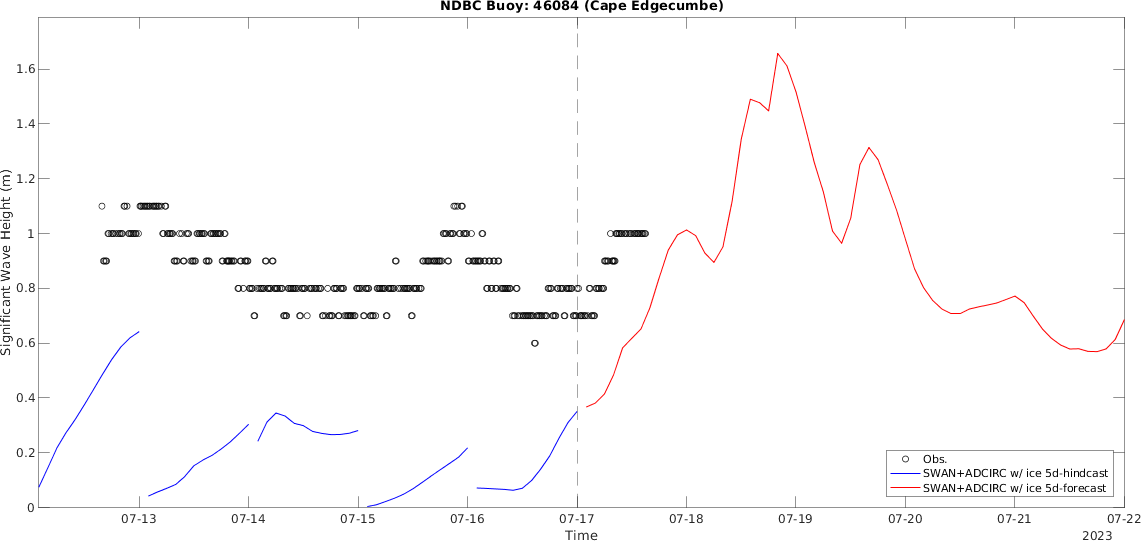 NDBC Buoy: 46084 (Cape Edgecumbe)
1.6
1.4
1.2
1
0.8
0.6
0.4
0.2
0
Significant Wave Height (m)
Obs.
SWAN+ADCIRC w/ ice 5d-hindcast
SWAN+ADCIRC w/ ice 5d-forecast
07-13 07-14 07-15 07-16 07-17 07-18 07-19 07-20 07-21 07-22
Time
2023